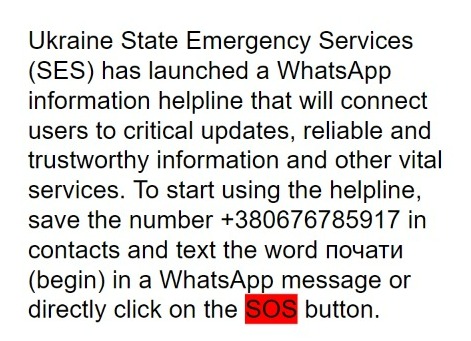 Ukraine State Emergency Services
(SES) has launched a WhatsApp
information helpline that will connect
users to critical updates, reliable and
trustworthy information and other vital
services. To start using the helpline,
save the number +380676785917 in
contacts and text the word почати
(begin) in a WhatsApp message or
directly click on the SOS button.